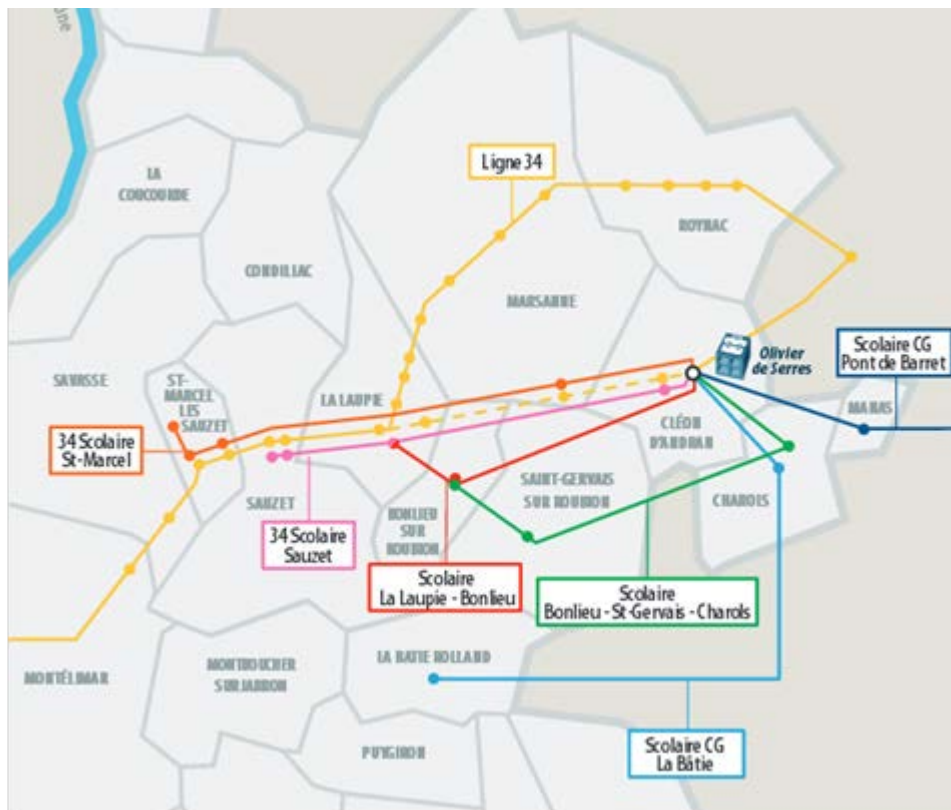 LA
COUCOURDE
Ligne 34
ROYNAC
CONDILLAC
MARSANNE
Olivier
de Serres
Scolaire CG
Pont de Barret
SAVASSE
ST-
MARCEL
LES
SAUZET
LA LAUPIE
CLÉON
D'ANDRAN
MANAS
34 Scolaire
St-Marcel
SAUZET
SAINT-GERVAIS
SUR ROUBION
CHAROLS
34 Scolaire
Sauzet
BONLIEU
SUR
ROUBION
Scolaire
La Laupie - Bonlieu
Scolaire
Bonlieu - St-Gervais - Charols
MONTÉLIMAR
MONTBOUCHER
SUR JABRON
LA BATIE ROLLAND
PUYGIRON
Scolaire CG
La Bâtie